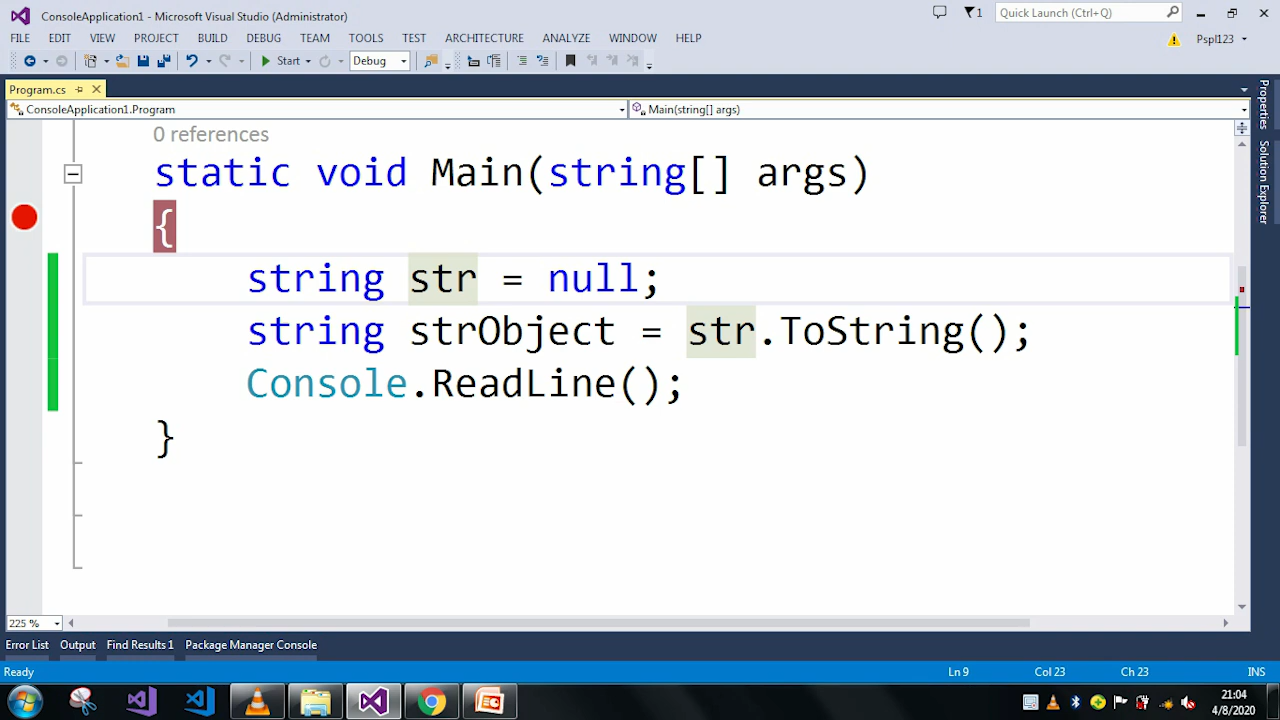 ConsoleApplication1 - Microsoft Visual Studio (Administrator)
1
Quick Launch (Ctrl+Q)
FILE EDIT VIEW PROJECT BUILD DEBUG TEAM TOOLS TEST ARCHITECTURE ANALYZE WINDOW HELP
Pspl123
Start Debug
Program.cs
ConsoleApplication1.Program
Main(string[] args)
Properties
Solution Explorer
0 references
static void Main(string[] args)
{
string str = null;
string strObject = str.ToString();
Console.ReadLine();
}
225 %
Error List Output Find Results 1 Package Manager Console
Ready Ln 9 Col 23 Ch 23 INS
21:04
4/8/2020